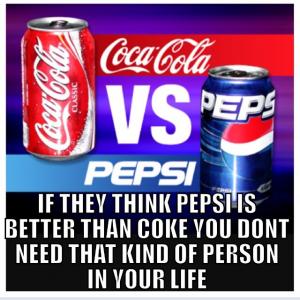 Coca-Cola
CLASSIC
Coca-Cola
VS
PEPS
PEPSI
IF THEY THINK PEPSI IS
BETTER THAN COKE YOU DONT
NEED THAT KIND OF PERSON
IN YOUR LIFE